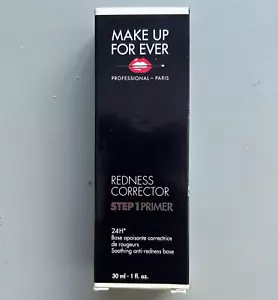 MAKE UP
FOR EVER
PROFESSIONAL – PARIS
REDNESS
CORRECTOR
STEP 1 PRIMER
24H*
Base apaisante correctrice
de rougeurs
Soothing anti-redness base
30 ml - 1 fl. oz.